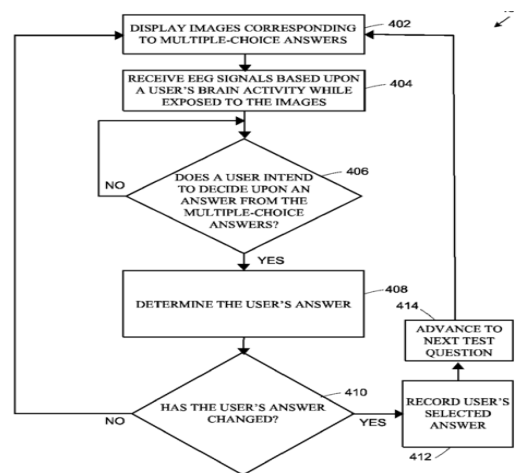 DISPLAY IMAGES CORRESPONDING
TO MULTIPLE-CHOICE ANSWERS
402
RECEIVE EEG SIGNALS BASED UPON
A USER'S BRAIN ACTIVITY WHILE
EXPOSED TO THE IMAGES
404
DOES A USER INTEND
TO DECIDE UPON AN
ANSWER FROM THE
MULTIPLE-CHOICE
ANSWERS?
406
NO
YES
DETERMINE THE USER'S ANSWER
408
HAS THE USER'S ANSWER
CHANGED?
410
NO
YES
RECORD USER'S
SELECTED
ANSWER
412
ADVANCE TO
NEXT TEST
QUESTION
414